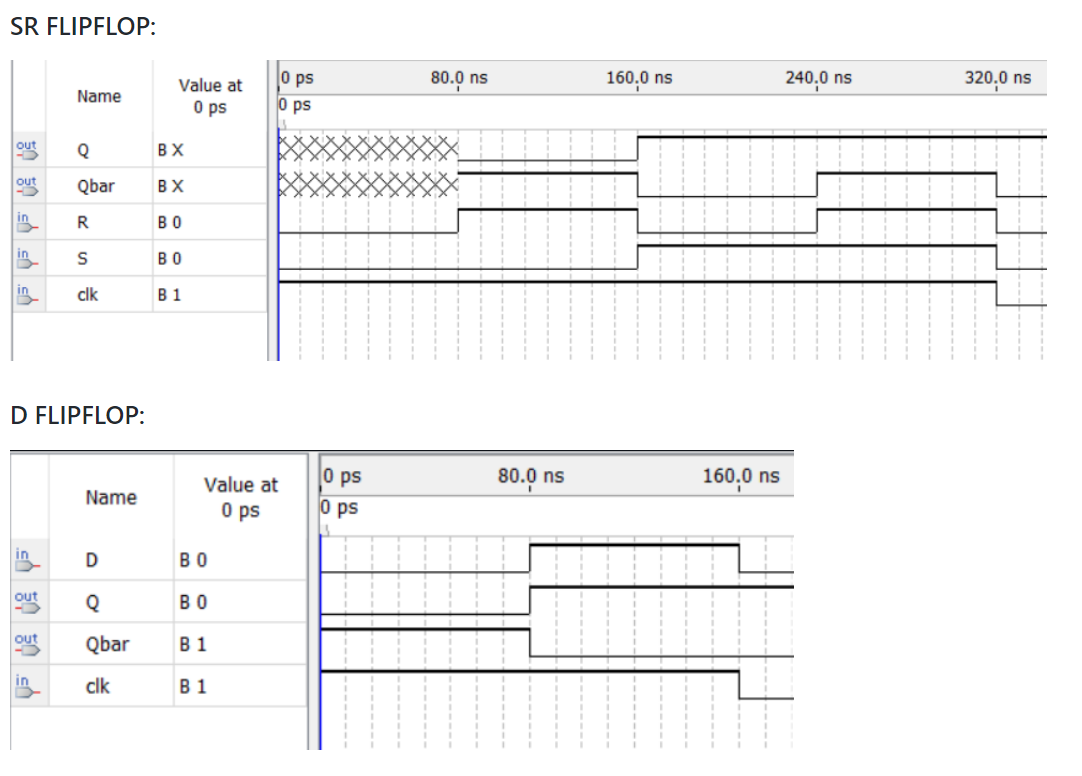 SR FLIPFLOP:
Name Value at 0 ps 0 ps 80.0 ns 160.0 ns 240.0 ns 320.0 ns
0 ps
out Q B X
out Qbar B X
in R B 0
in S B 0
in clk B 1
D FLIPFLOP:
Name Value at 0 ps 0 ps 80.0 ns 160.0 ns
0 ps
in D B 0
out Q B 0
out Qbar B 1
in clk B 1